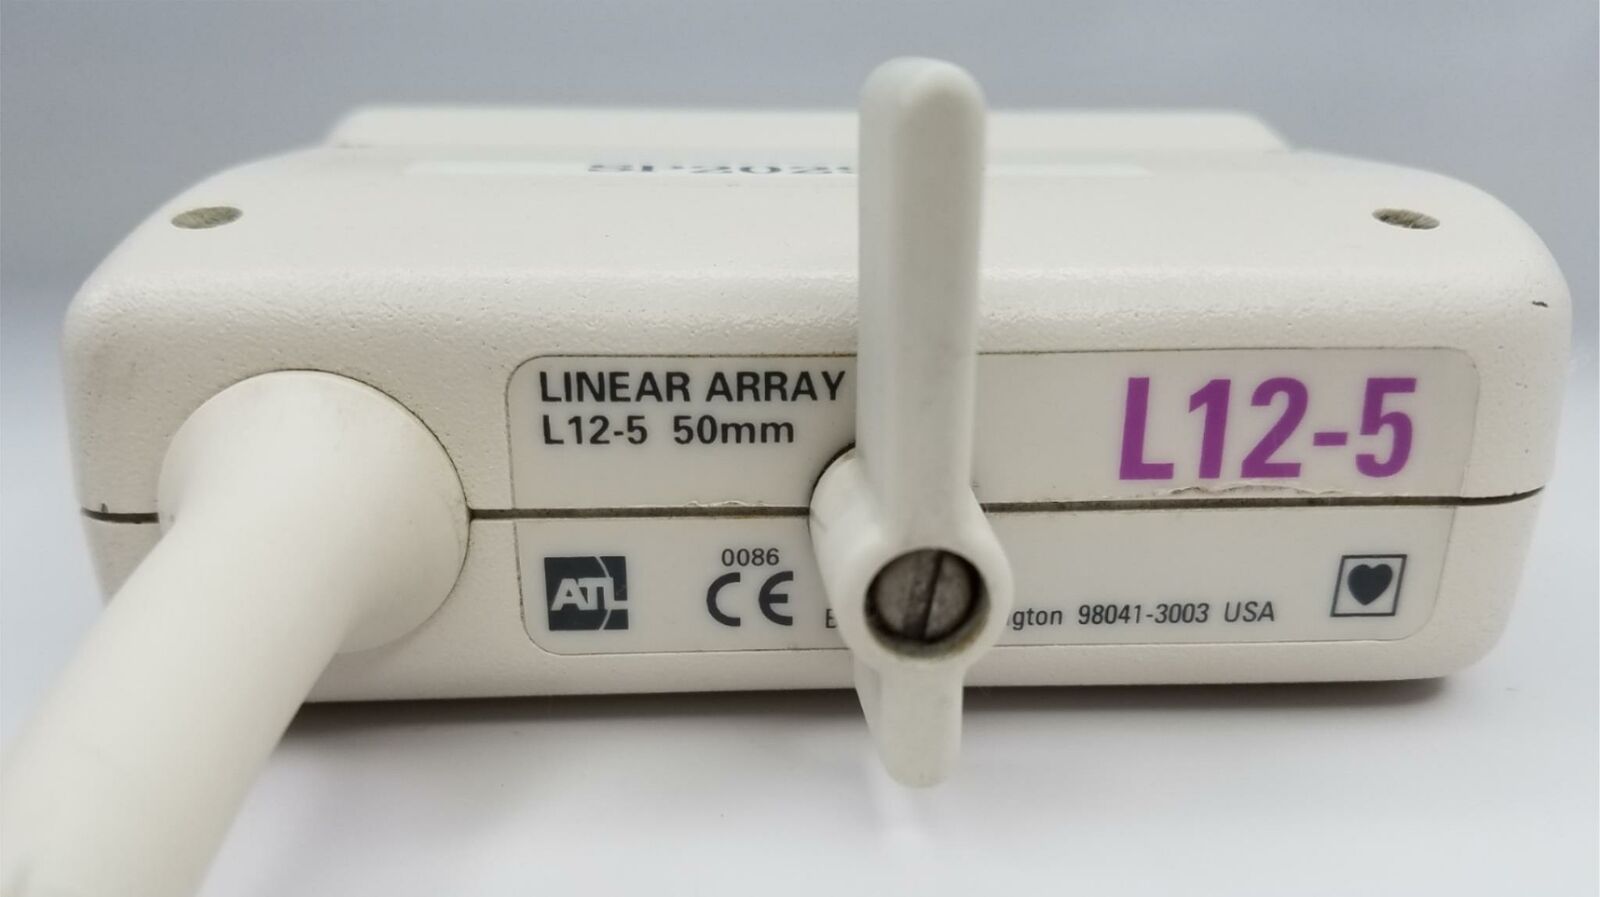 LINEAR ARRAY
L12-5 50mm
L12-5
ATL
0086
CE
98041-3003 USA